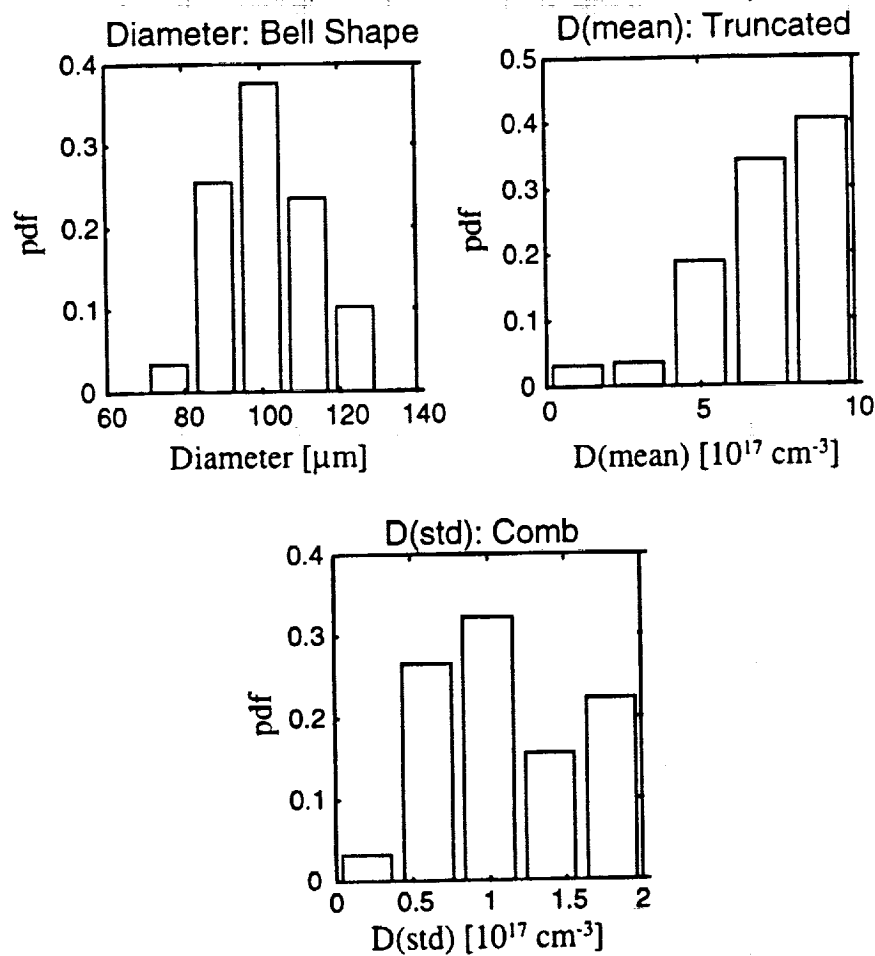 Diameter: Bell Shape
0.4
0.3
0.2
0.1
0
pdf
60 80 100 120 140
Diameter [μm]
D(mean): Truncated
0.5
0.4
0.3
0.2
0.1
0
pdf
0 5 10
D(mean) [10¹⁷ cm⁻³]
D(std): Comb
0.4
0.3
0.2
0.1
0
pdf
0 0.5 1 1.5 2
D(std) [10¹⁷ cm⁻³]